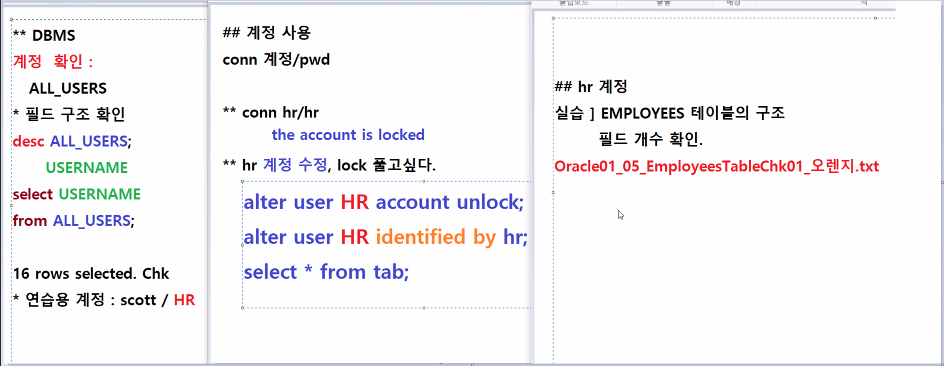 ** DBMS
계정 확인 :
ALL_USERS
* 필드 구조 확인
desc ALL_USERS;
USERNAME
select USERNAME
from ALL_USERS;
16 rows selected. Chk
* 연습용 계정 : scott / HR
## 계정 사용
conn 계정/pwd
** conn hr/hr
the account is locked
** hr 계정 수정, lock 풀고싶다.
alter user HR account unlock;
alter user HR identified by hr;
select * from tab;
## hr 계정
실습 ] EMPLOYEES 테이블의 구조
필드 개수 확인.
Oracle01_05_EmployeesTableChk01_오렌지.txt